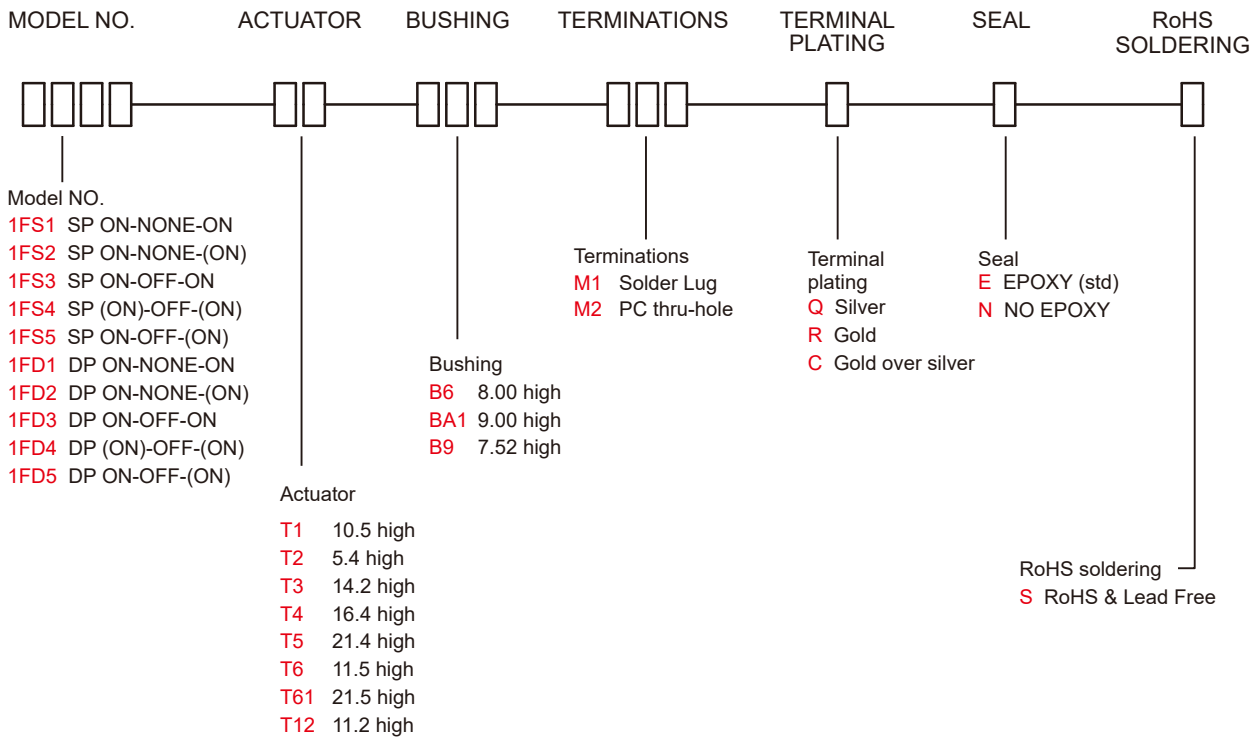 MODEL NO. ACTUATOR BUSHING TERMINATIONS TERMINAL PLATING SEAL RoHS SOLDERING
Model NO.
1FS1 SP ON-NONE-ON
1FS2 SP ON-NONE-(ON)
1FS3 SP ON-OFF-ON
1FS4 SP (ON)-OFF-(ON)
1FS5 SP ON-OFF-(ON)
1FD1 DP ON-NONE-ON
1FD2 DP ON-NONE-(ON)
1FD3 DP ON-OFF-ON
1FD4 DP (ON)-OFF-(ON)
1FD5 DP ON-OFF-(ON)
Actuator
T1 10.5 high
T2 5.4 high
T3 14.2 high
T4 16.4 high
T5 21.4 high
T6 11.5 high
T61 21.5 high
T12 11.2 high
Bushing
B6 8.00 high
BA1 9.00 high
B9 7.52 high
Terminations
M1 Solder Lug
M2 PC thru-hole
Terminal
plating
Q Silver
R Gold
C Gold over silver
Seal
E EPOXY (std)
N NO EPOXY
RoHS soldering
S RoHS & Lead Free